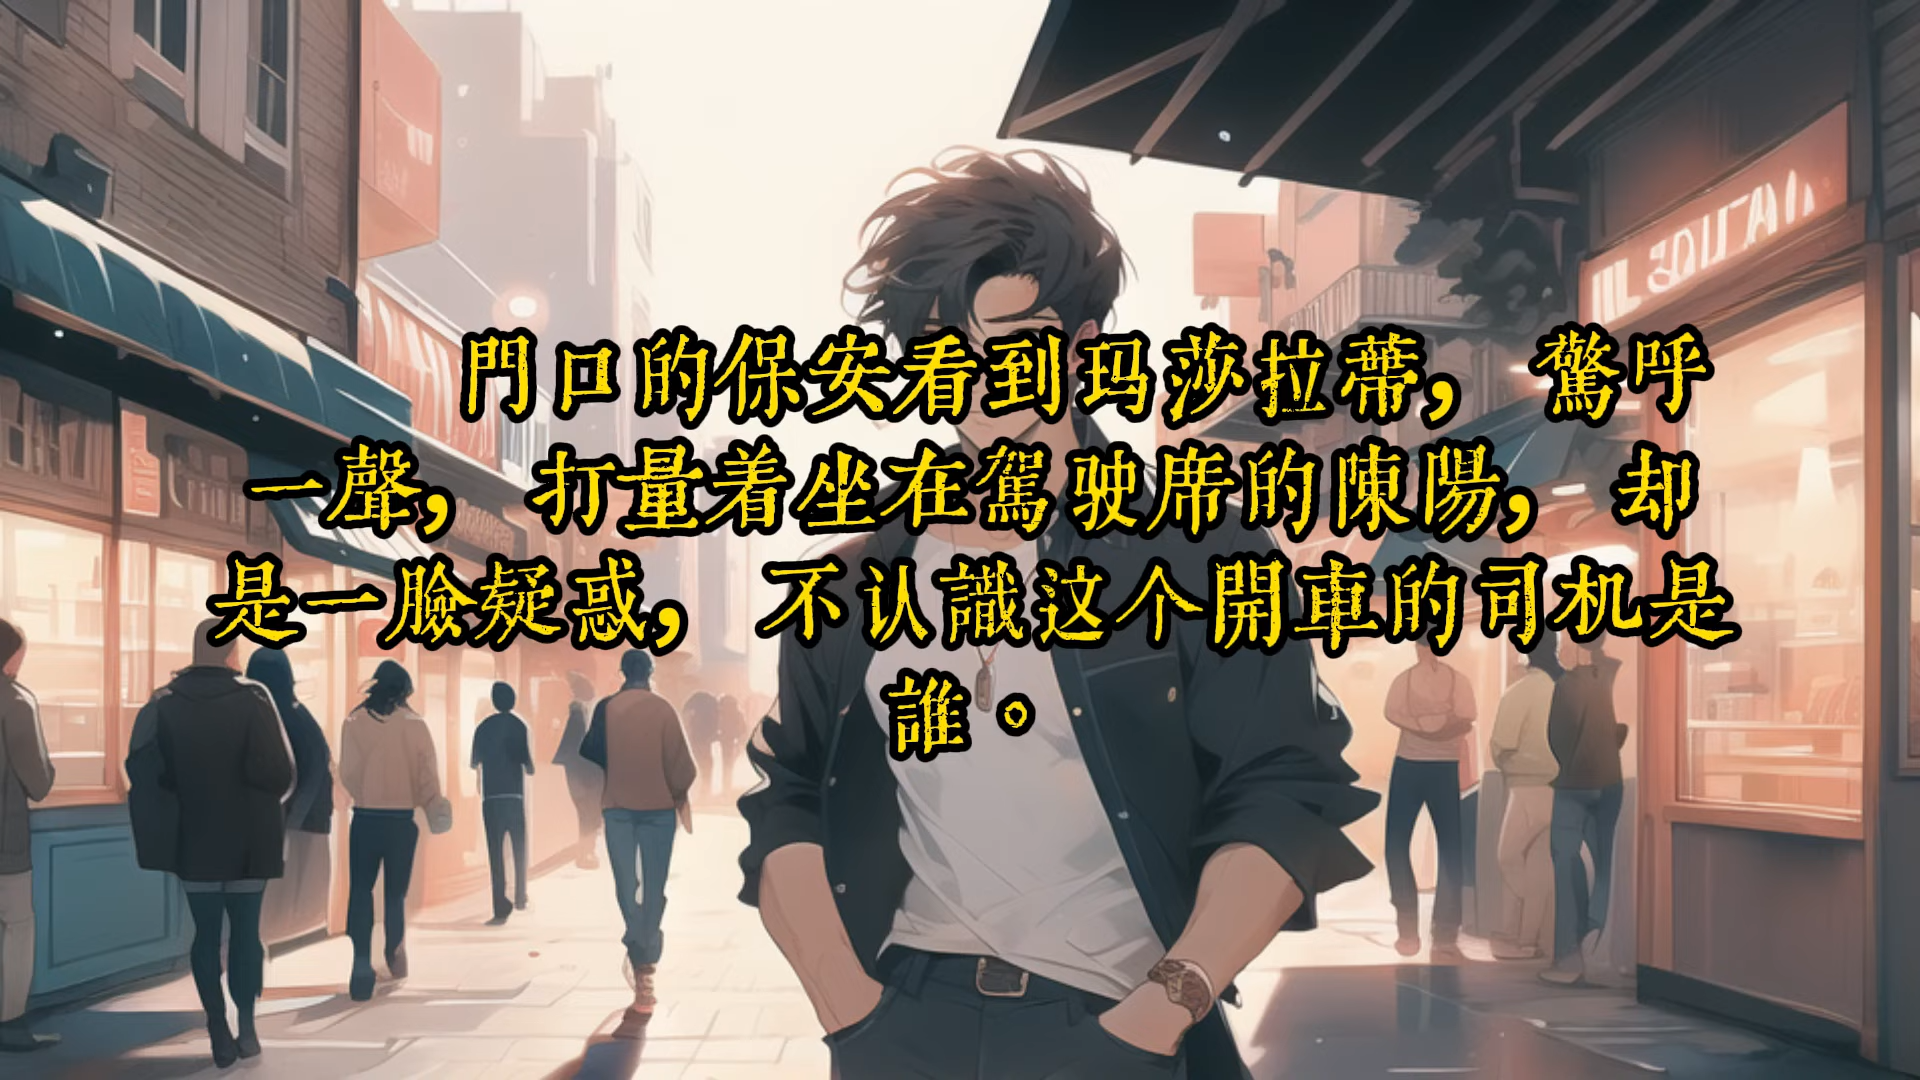 門口的保安看到玛莎拉蒂，驚呼
一聲，打量着坐在駕驶席的陳陽，却
是一臉疑惑，不认識这个開車的司机是
誰。